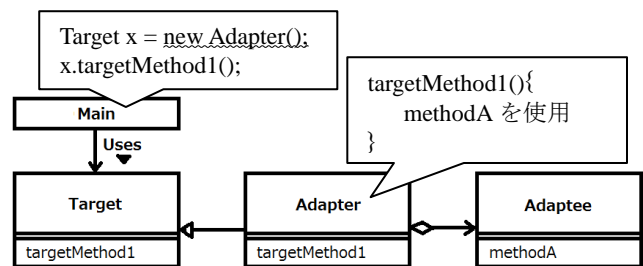 Target x = new Adapter();
x.targetMethod1();
targetMethod1(){
methodA を使用
}
Main
Uses
Target
Adapter
Adaptee
targetMethod1
targetMethod1
methodA